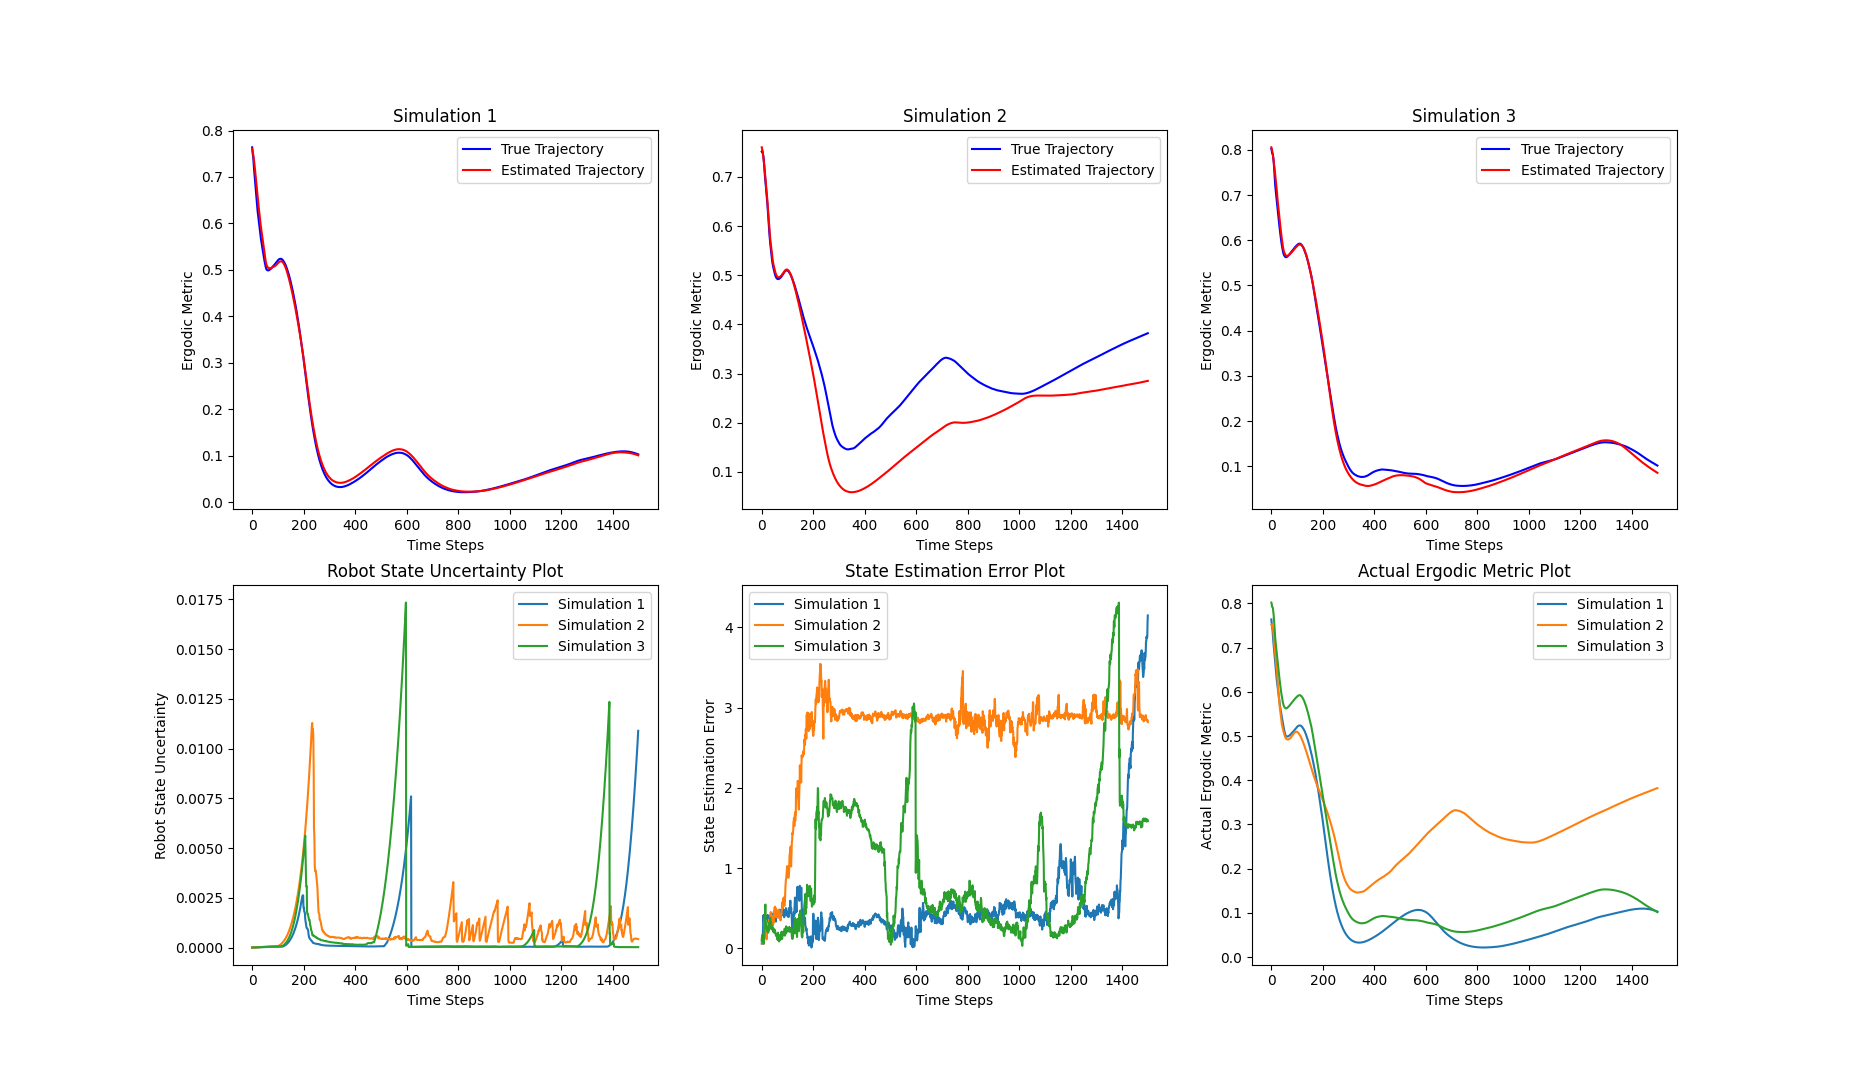 Simulation 1
0.8
0.7
0.6
0.5
0.4
0.3
0.2
0.1
0.0
Ergodic Metric
True Trajectory
Estimated Trajectory
0 200 400 600 800 1000 1200 1400
Time Steps
Simulation 2
0.7
0.6
0.5
0.4
0.3
0.2
0.1
Ergodic Metric
True Trajectory
Estimated Trajectory
0 200 400 600 800 1000 1200 1400
Time Steps
Simulation 3
0.8
0.7
0.6
0.5
0.4
0.3
0.2
0.1
Ergodic Metric
True Trajectory
Estimated Trajectory
0 200 400 600 800 1000 1200 1400
Time Steps
Robot State Uncertainty Plot
0.0175
0.0150
0.0125
0.0100
0.0075
0.0050
0.0025
0.0000
Robot State Uncertainty
Simulation 1
Simulation 2
Simulation 3
0 200 400 600 800 1000 1200 1400
Time Steps
State Estimation Error Plot
4
3
2
1
0
State Estimation Error
Simulation 1
Simulation 2
Simulation 3
0 200 400 600 800 1000 1200 1400
Time Steps
Actual Ergodic Metric Plot
0.8
0.7
0.6
0.5
0.4
0.3
0.2
0.1
0.0
Actual Ergodic Metric
Simulation 1
Simulation 2
Simulation 3
0 200 400 600 800 1000 1200 1400
Time Steps